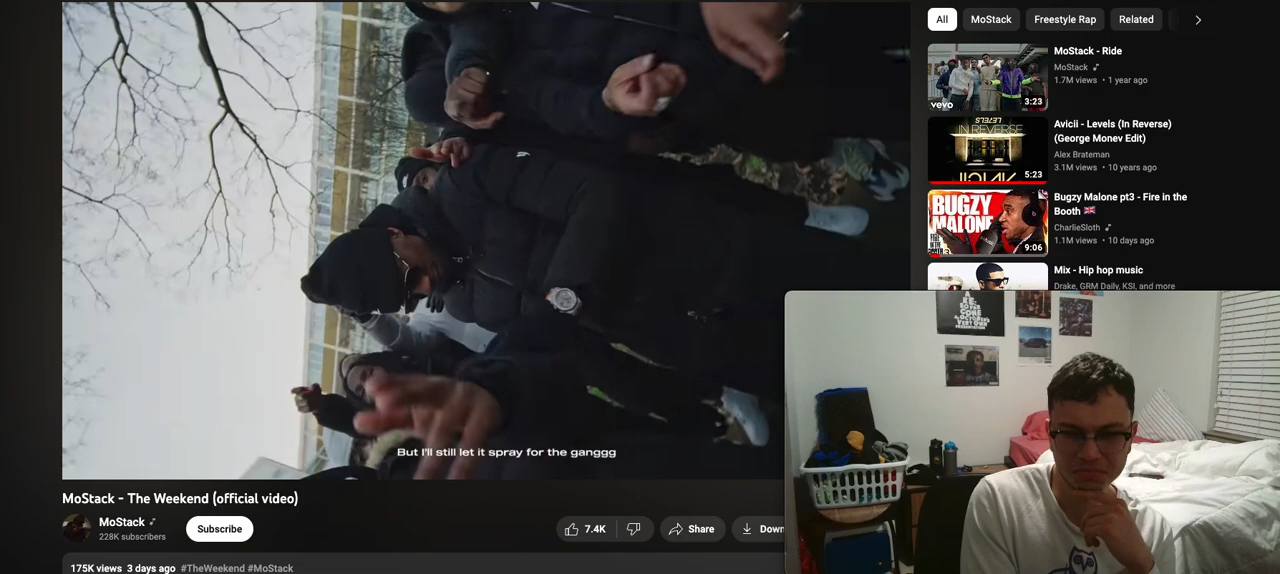 But I'll still let it spray for the ganggg
MoStack - The Weekend (official video)
MoStack
228K subscribers
Subscribe
7.4K
Share
Down
175K views 3 days ago #TheWeekend #MoStack
All
MoStack
Freestyle Rap
Related
vevo
3:23
MoStack - Ride
MoStack
1.7M views • 1 year ago
LEVELS
IN REVERSE
5:23
Avicii - Levels (In Reverse)
(George Monev Edit)
Alex Brateman
3.1M views • 10 years ago
BUGZY
MALONE
9:06
Bugzy Malone pt3 - Fire in the
Booth
CharlieSloth
1.1M views • 10 days ago
Mix - Hip hop music
Drake, GRM Daily, KSI, and more